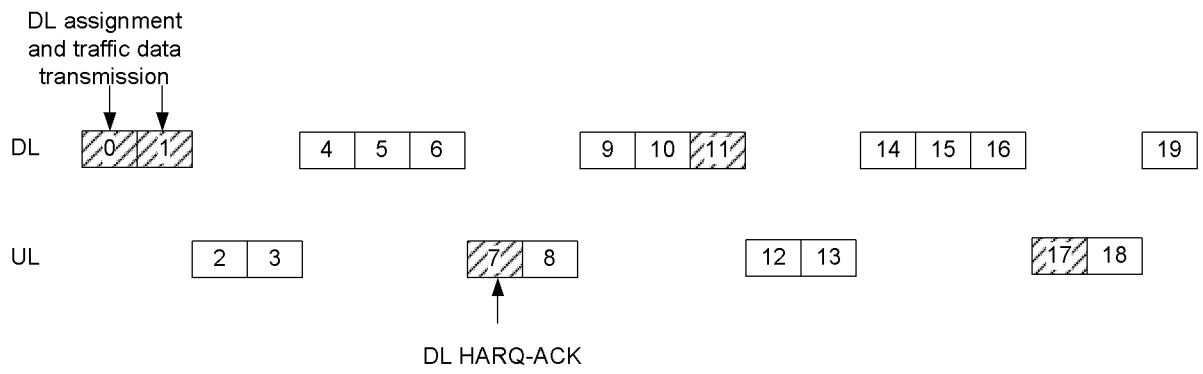 DL assignment
and traffic data
transmission
DL 0 1 4 5 6 9 10 11 14 15 16 19
UL 2 3 7 8 12 13 17 18
DL HARQ-ACK